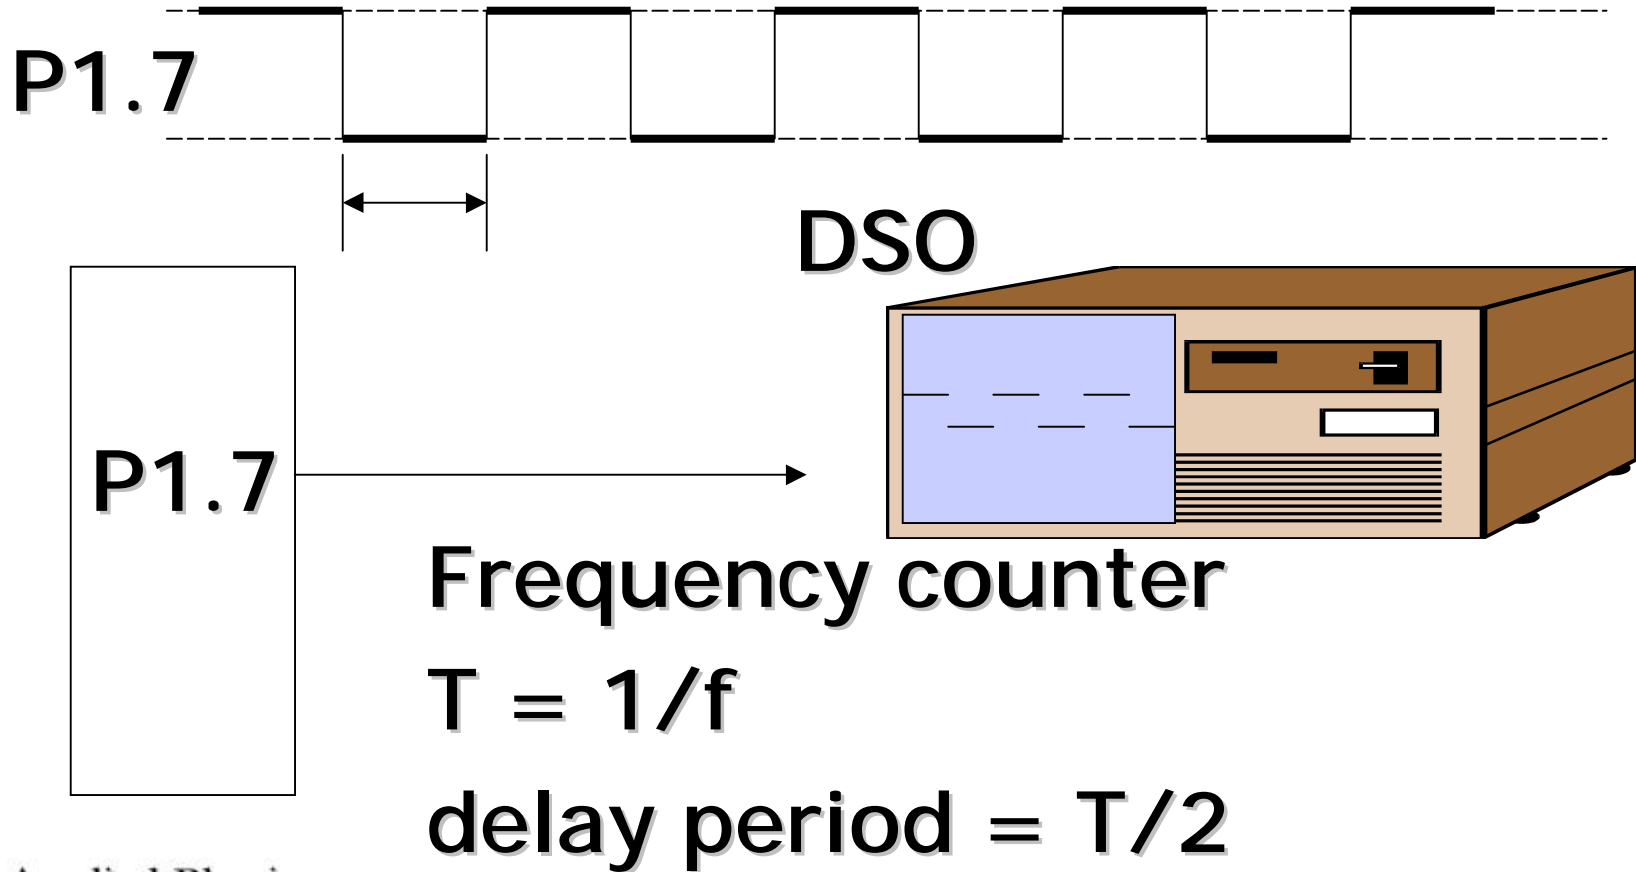 P1.7
DSO
P1.7
Frequency counter
T = 1/f
delay period = T/2